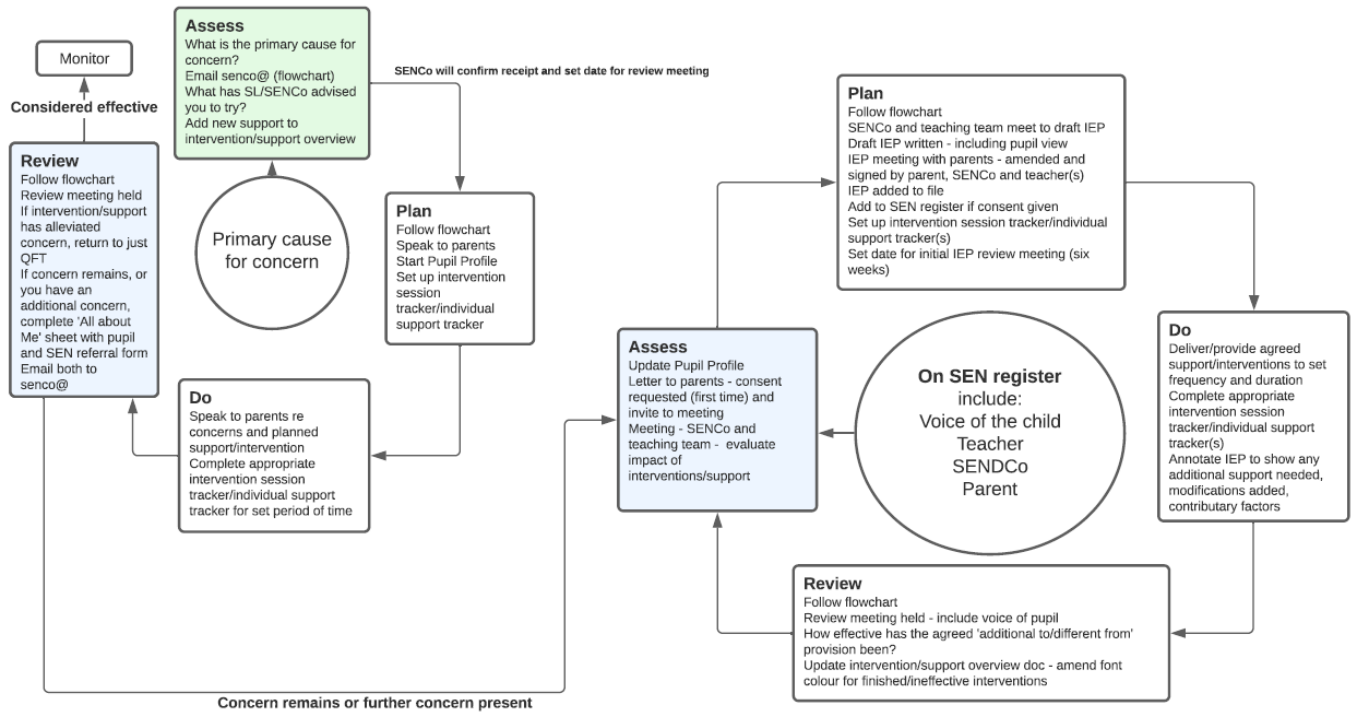 Monitor
Considered effective
Review
Follow flowchart
Review meeting held
If intervention/support
has alleviated
concern, return to just
QFT
If concern remains, or
you have an
additional concern,
complete 'All about
Me' sheet with pupil
and SEN referral form
Email both to
senco@
Assess
What is the primary cause for
concern?
Email senco@ (flowchart)
What has SL/SENCo advised
you to try?
Add new support to
intervention/support overview
Primary cause
for concern
SENCo will confirm receipt and set date for review meeting
Plan
Follow flowchart
Speak to parents
Start Pupil Profile
Set up intervention
session
tracker/individual
support tracker
Do
Speak to parents re
concerns and planned
support/intervention
Complete appropriate
intervention session
tracker/individual support
tracker for set period of time
Concern remains or further concern present
Assess
Update Pupil Profile
Letter to parents - consent
requested (first time) and
invite to meeting
Meeting - SENCo and
teaching team - evaluate
impact of
interventions/support
Plan
Follow flowchart
SENCo and teaching team meet to draft IEP
Draft IEP written - including pupil view
IEP meeting with parents - amended and
signed by parent, SENCo and teacher(s)
IEP added to file
Add to SEN register if consent given
Set up intervention session tracker/individual
support tracker(s)
Set date for initial IEP review meeting (six
weeks)
On SEN register
include:
Voice of the child
Teacher
SENDCo
Parent
Do
Deliver/provide agreed
support/interventions to set
frequency and duration
Complete appropriate
intervention session
tracker/individual support
tracker(s)
Annotate IEP to show any
additional support needed,
modifications added,
contributary factors
Review
Follow flowchart
Review meeting held - include voice of pupil
How effective has the agreed 'additional to/different from'
provision been?
Update intervention/support overview doc - amend font
colour for finished/ineffective interventions